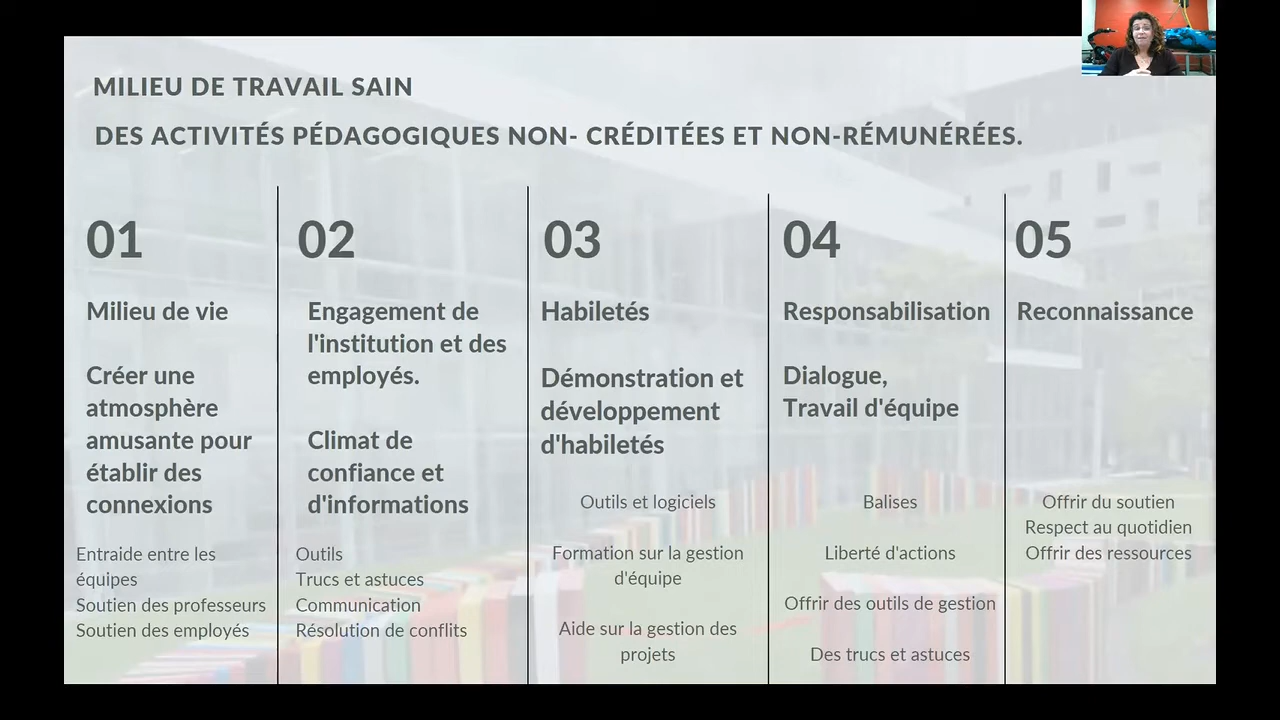 MILIEU DE TRAVAIL SAIN
DES ACTIVITÉS PÉDAGOGIQUES NON- CRÉDITÉES ET NON-RÉMUNÉRÉES.
01
Milieu de vie
Créer une
atmosphère
amusante pour
établir des
connexions
Entraide entre les
équipes
Soutien des professeurs
Soutien des employés
02
Engagement de
l'institution et des
employés.
Climat de
confiance et
d'informations
Outils
Trucs et astuces
Communication
Résolution de conflits
03
Habiletés
Démonstration et
développement
d'habiletés
Outils et logiciels
Formation sur la gestion
d'équipe
Aide sur la gestion des
projets
04
Responsabilisation
Dialogue,
Travail d'équipe
Balises
Liberté d'actions
Offrir des outils de gestion
Des trucs et astuces
05
Reconnaissance
Offrir du soutien
Respect au quotidien
Offrir des ressources